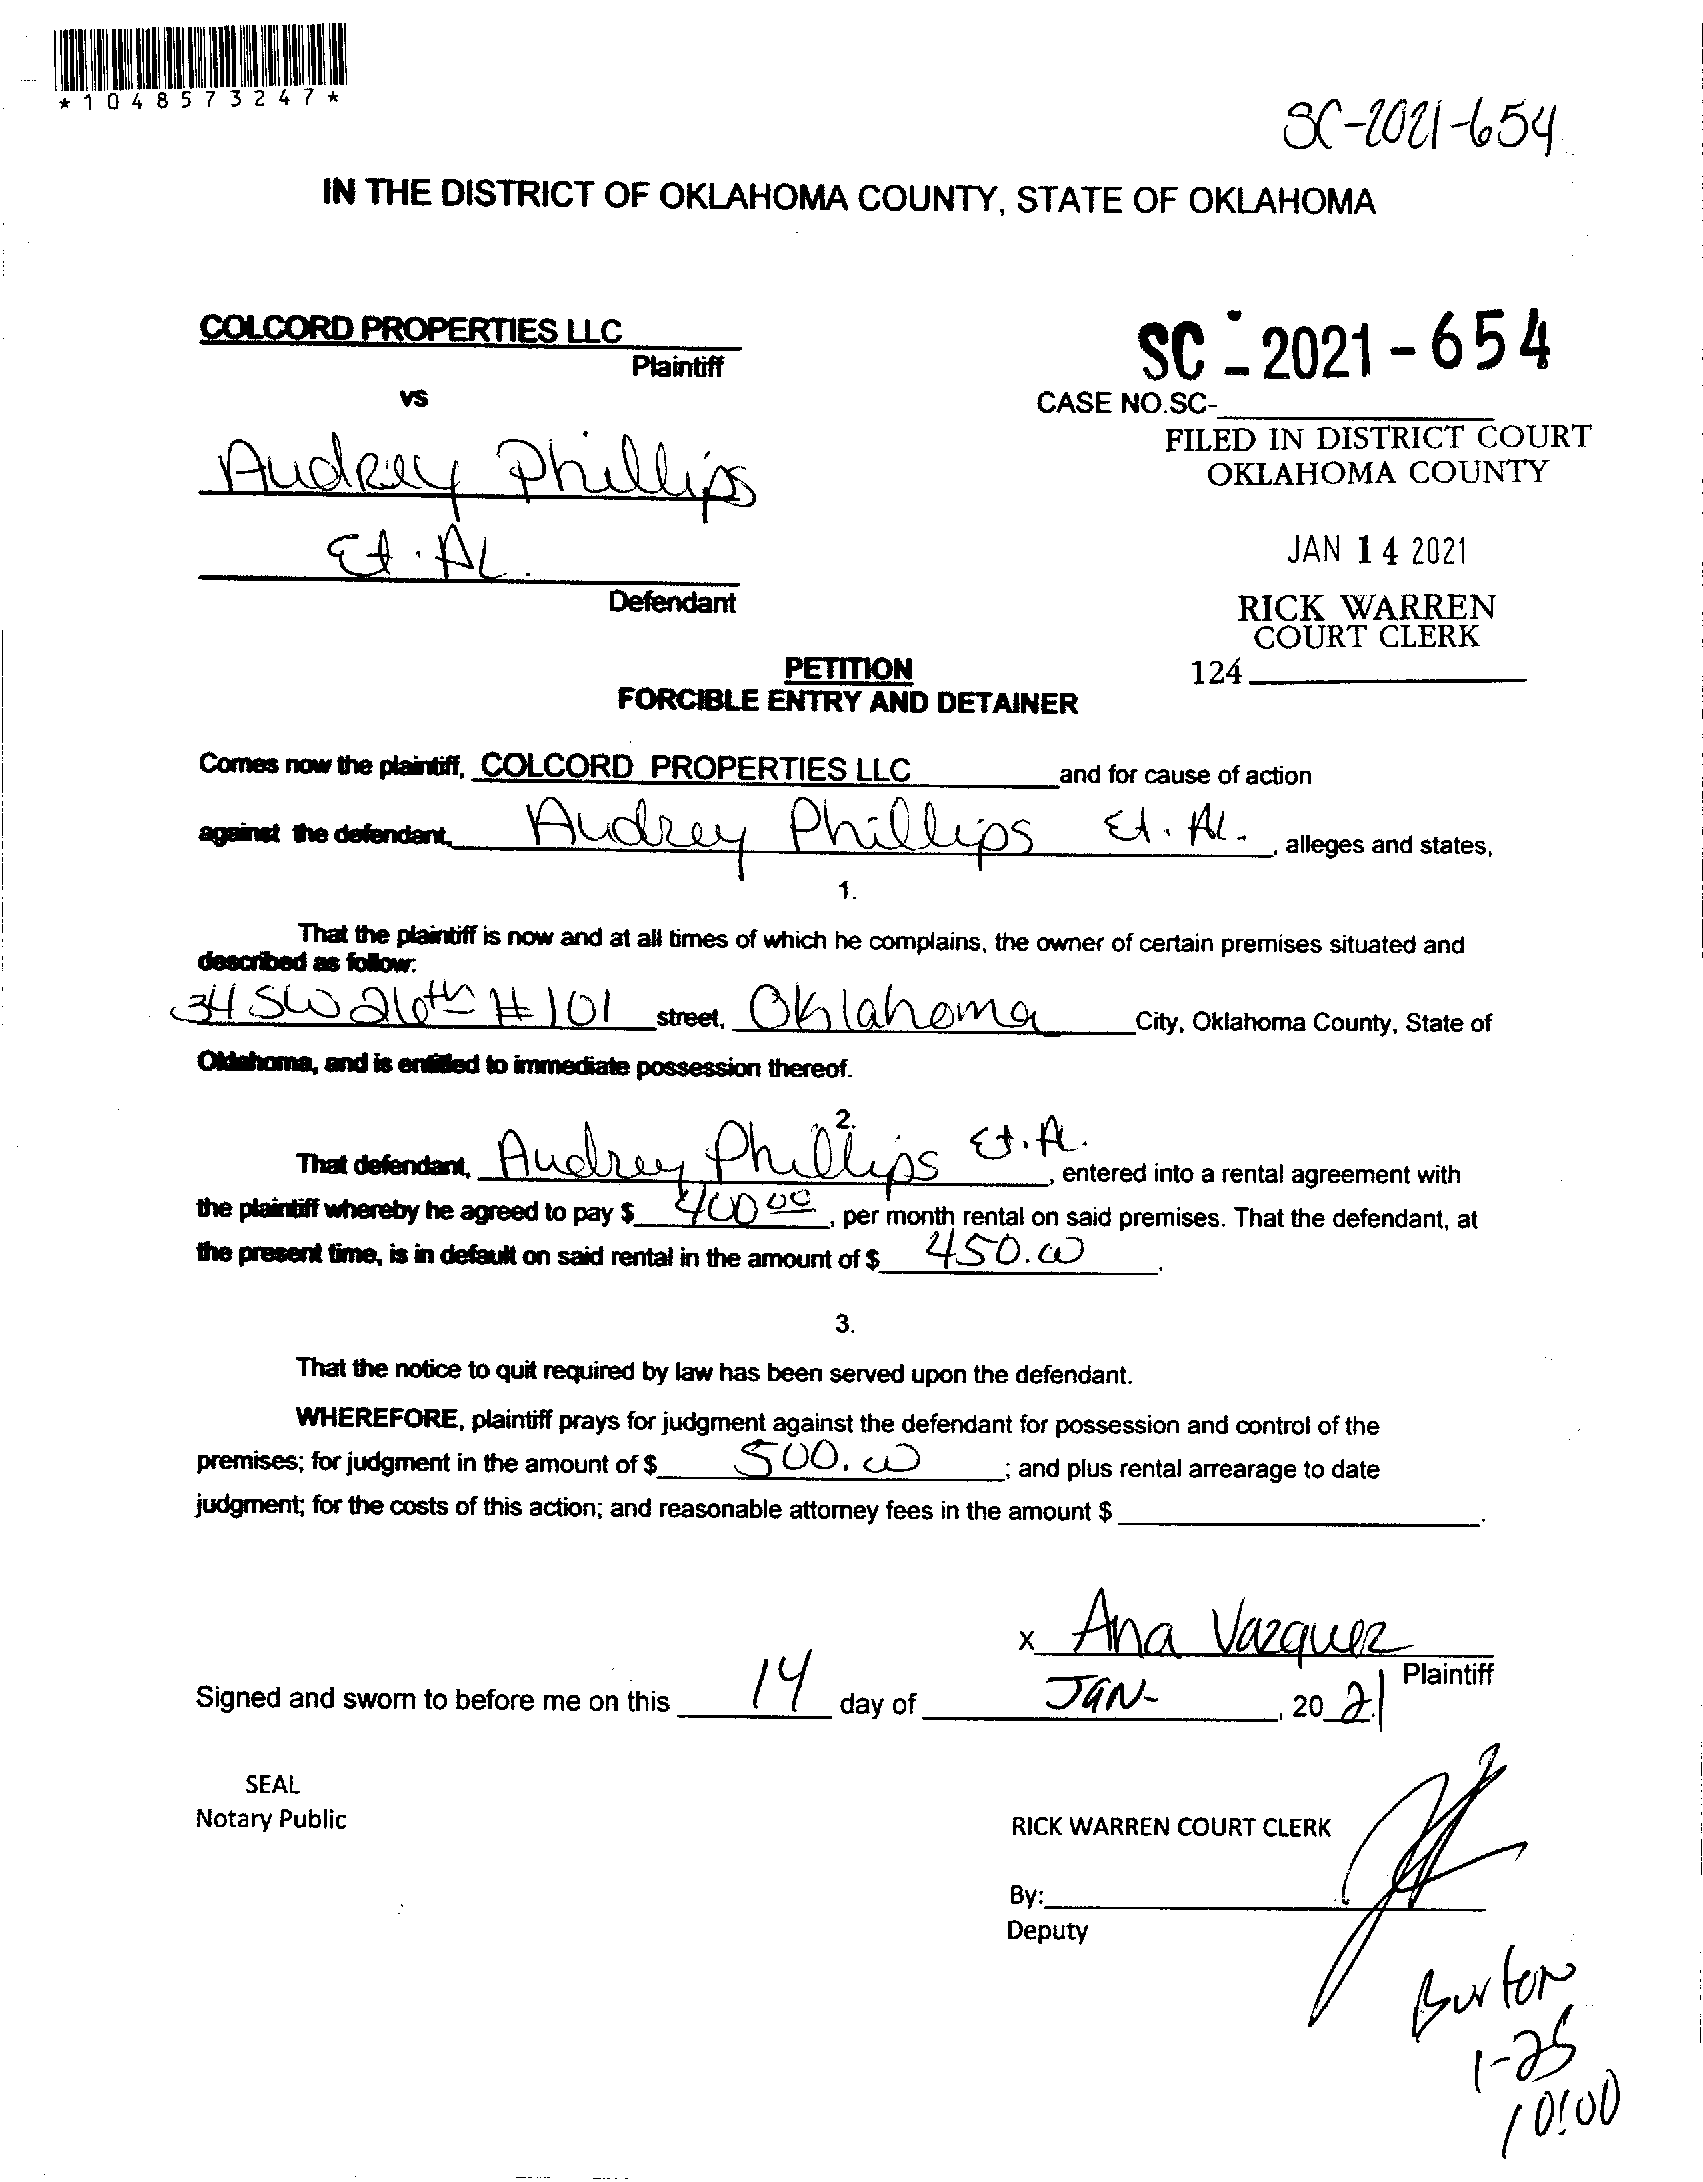 *1048573247*
SC-2021-654
IN THE DISTRICT OF OKLAHOMA COUNTY, STATE OF OKLAHOMA
COLCORD PROPERTIES LLC
Plaintiff
vs
SC - 2021 - 654
CASE NO.SC-
Audrey Phillips
FILED IN DISTRICT COURT
OKLAHOMA COUNTY
Et. Al.
JAN 14 2021
Defendant
RICK WARREN
COURT CLERK
124
PETITION
FORCIBLE ENTRY AND DETAINER
Comes now the plaintiff, COLCORD PROPERTIES LLC and for cause of action
against the defendant, Audrey Phillips Et. Al. , alleges and states,
1.
That the plaintiff is now and at all times of which he complains, the owner of certain premises situated and
described as follow:
34 SW 26th #101 street, Oklahoma City, Oklahoma County, State of
Oklahoma, and is entitled to immediate possession thereof.
2.
That defendant, Audrey Phillips Et. Al. , entered into a rental agreement with
the plaintiff whereby he agreed to pay $ 400 00 , per month rental on said premises. That the defendant, at
the present time, is in default on said rental in the amount of $ 450.00 .
3.
That the notice to quit required by law has been served upon the defendant.
WHEREFORE, plaintiff prays for judgment against the defendant for possession and control of the
premises; for judgment in the amount of $ 500.00 ; and plus rental arrearage to date
judgment; for the costs of this action; and reasonable attorney fees in the amount $ .
x Ana Vazquez
Plaintiff
Signed and sworn to before me on this 14 day of JAN- , 20 21
SEAL
Notary Public
RICK WARREN COURT CLERK
By:
Deputy
Burton
1-25
10:00